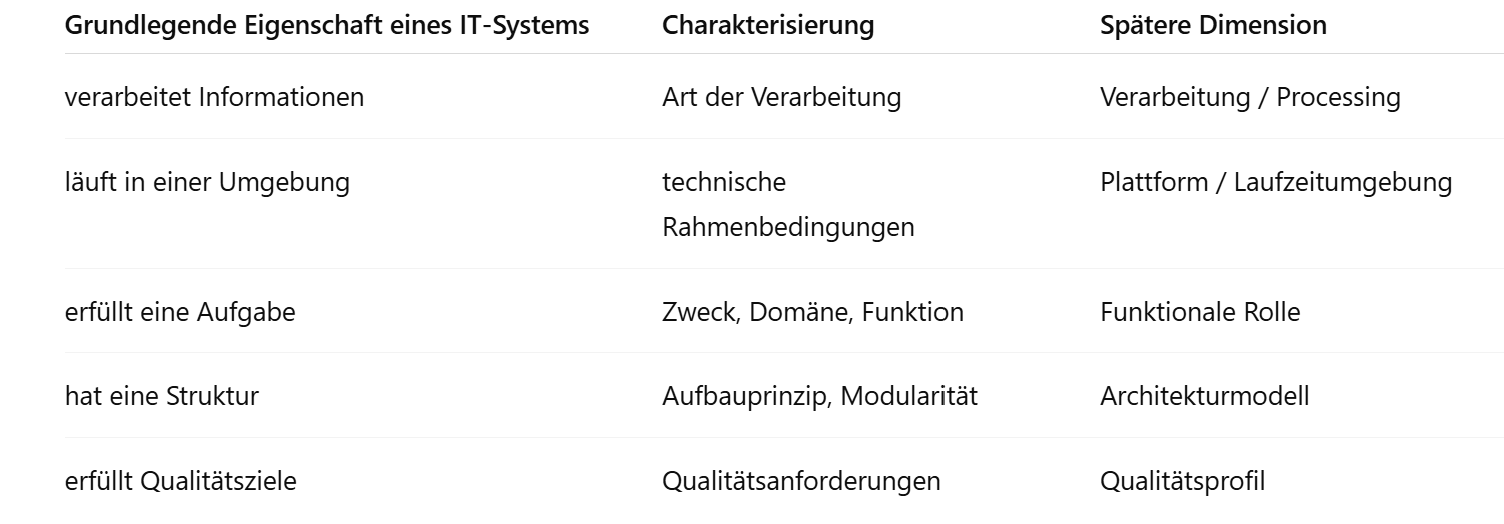 Grundlegende Eigenschaft eines IT-Systems Charakterisierung Spätere Dimension
verarbeitet Informationen Art der Verarbeitung Verarbeitung / Processing
läuft in einer Umgebung technische Plattform / Laufzeitumgebung
Rahmenbedingungen
erfüllt eine Aufgabe Zweck, Domäne, Funktion Funktionale Rolle
hat eine Struktur Aufbauprinzip, Modularität Architekturmodell
erfüllt Qualitätsziele Qualitätsanforderungen Qualitätsprofil